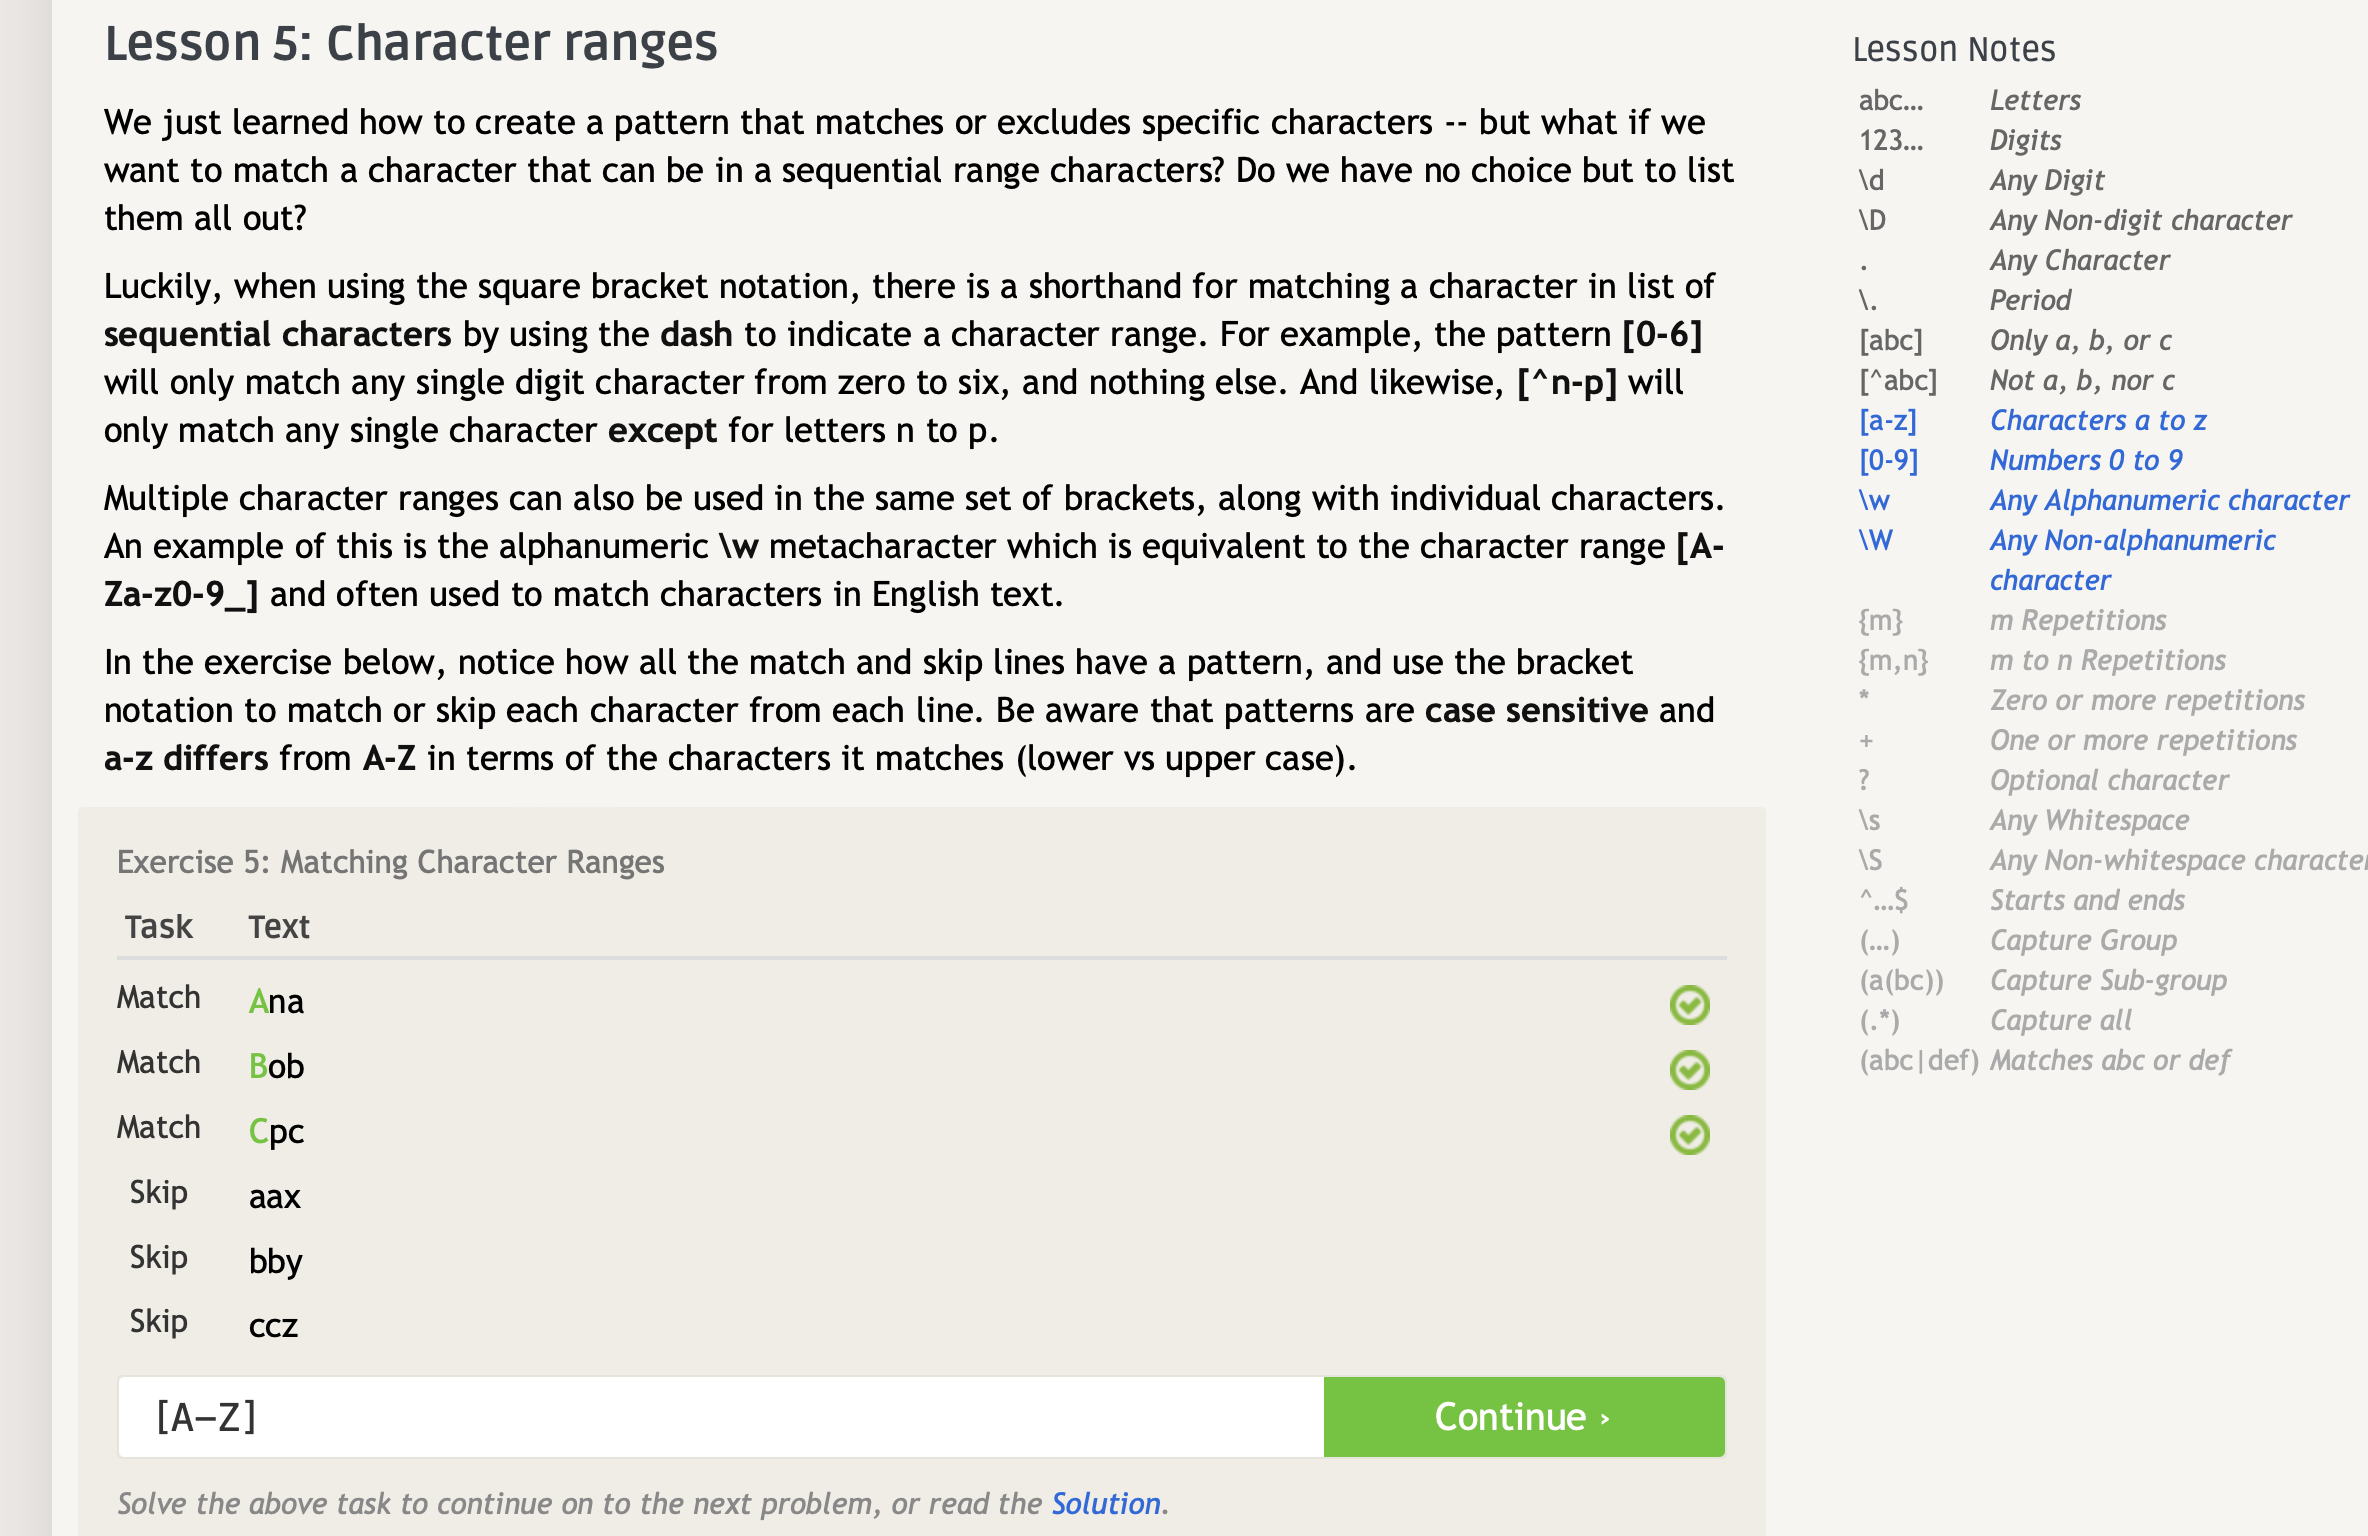 Lesson 5: Character ranges
We just learned how to create a pattern that matches or excludes specific characters -- but what if we
want to match a character that can be in a sequential range characters? Do we have no choice but to list
them all out?
Luckily, when using the square bracket notation, there is a shorthand for matching a character in list of
sequential characters by using the dash to indicate a character range. For example, the pattern [0-6]
will only match any single digit character from zero to six, and nothing else. And likewise, [^n-p] will
only match any single character except for letters n to p.
Multiple character ranges can also be used in the same set of brackets, along with individual characters.
An example of this is the alphanumeric \w metacharacter which is equivalent to the character range [A-
Za-z0-9_] and often used to match characters in English text.
In the exercise below, notice how all the match and skip lines have a pattern, and use the bracket
notation to match or skip each character from each line. Be aware that patterns are case sensitive and
a-z differs from A-Z in terms of the characters it matches (lower vs upper case).
Exercise 5: Matching Character Ranges
Task Text
Match Ana
Match Bob
Match Cpc
Skip aax
Skip bby
Skip ccz
[A-Z]
Continue ›
Solve the above task to continue on to the next problem, or read the Solution.
Lesson Notes
abc… Letters
123… Digits
\d Any Digit
\D Any Non-digit character
. Any Character
\. Period
[abc] Only a, b, or c
[^abc] Not a, b, nor c
[a-z] Characters a to z
[0-9] Numbers 0 to 9
\w Any Alphanumeric character
\W Any Non-alphanumeric
character
{m} m Repetitions
{m,n} m to n Repetitions
* Zero or more repetitions
+ One or more repetitions
? Optional character
\s Any Whitespace
\S Any Non-whitespace character
^…$ Starts and ends
(…) Capture Group
(a(bc)) Capture Sub-group
(.*) Capture all
(abc|def) Matches abc or def